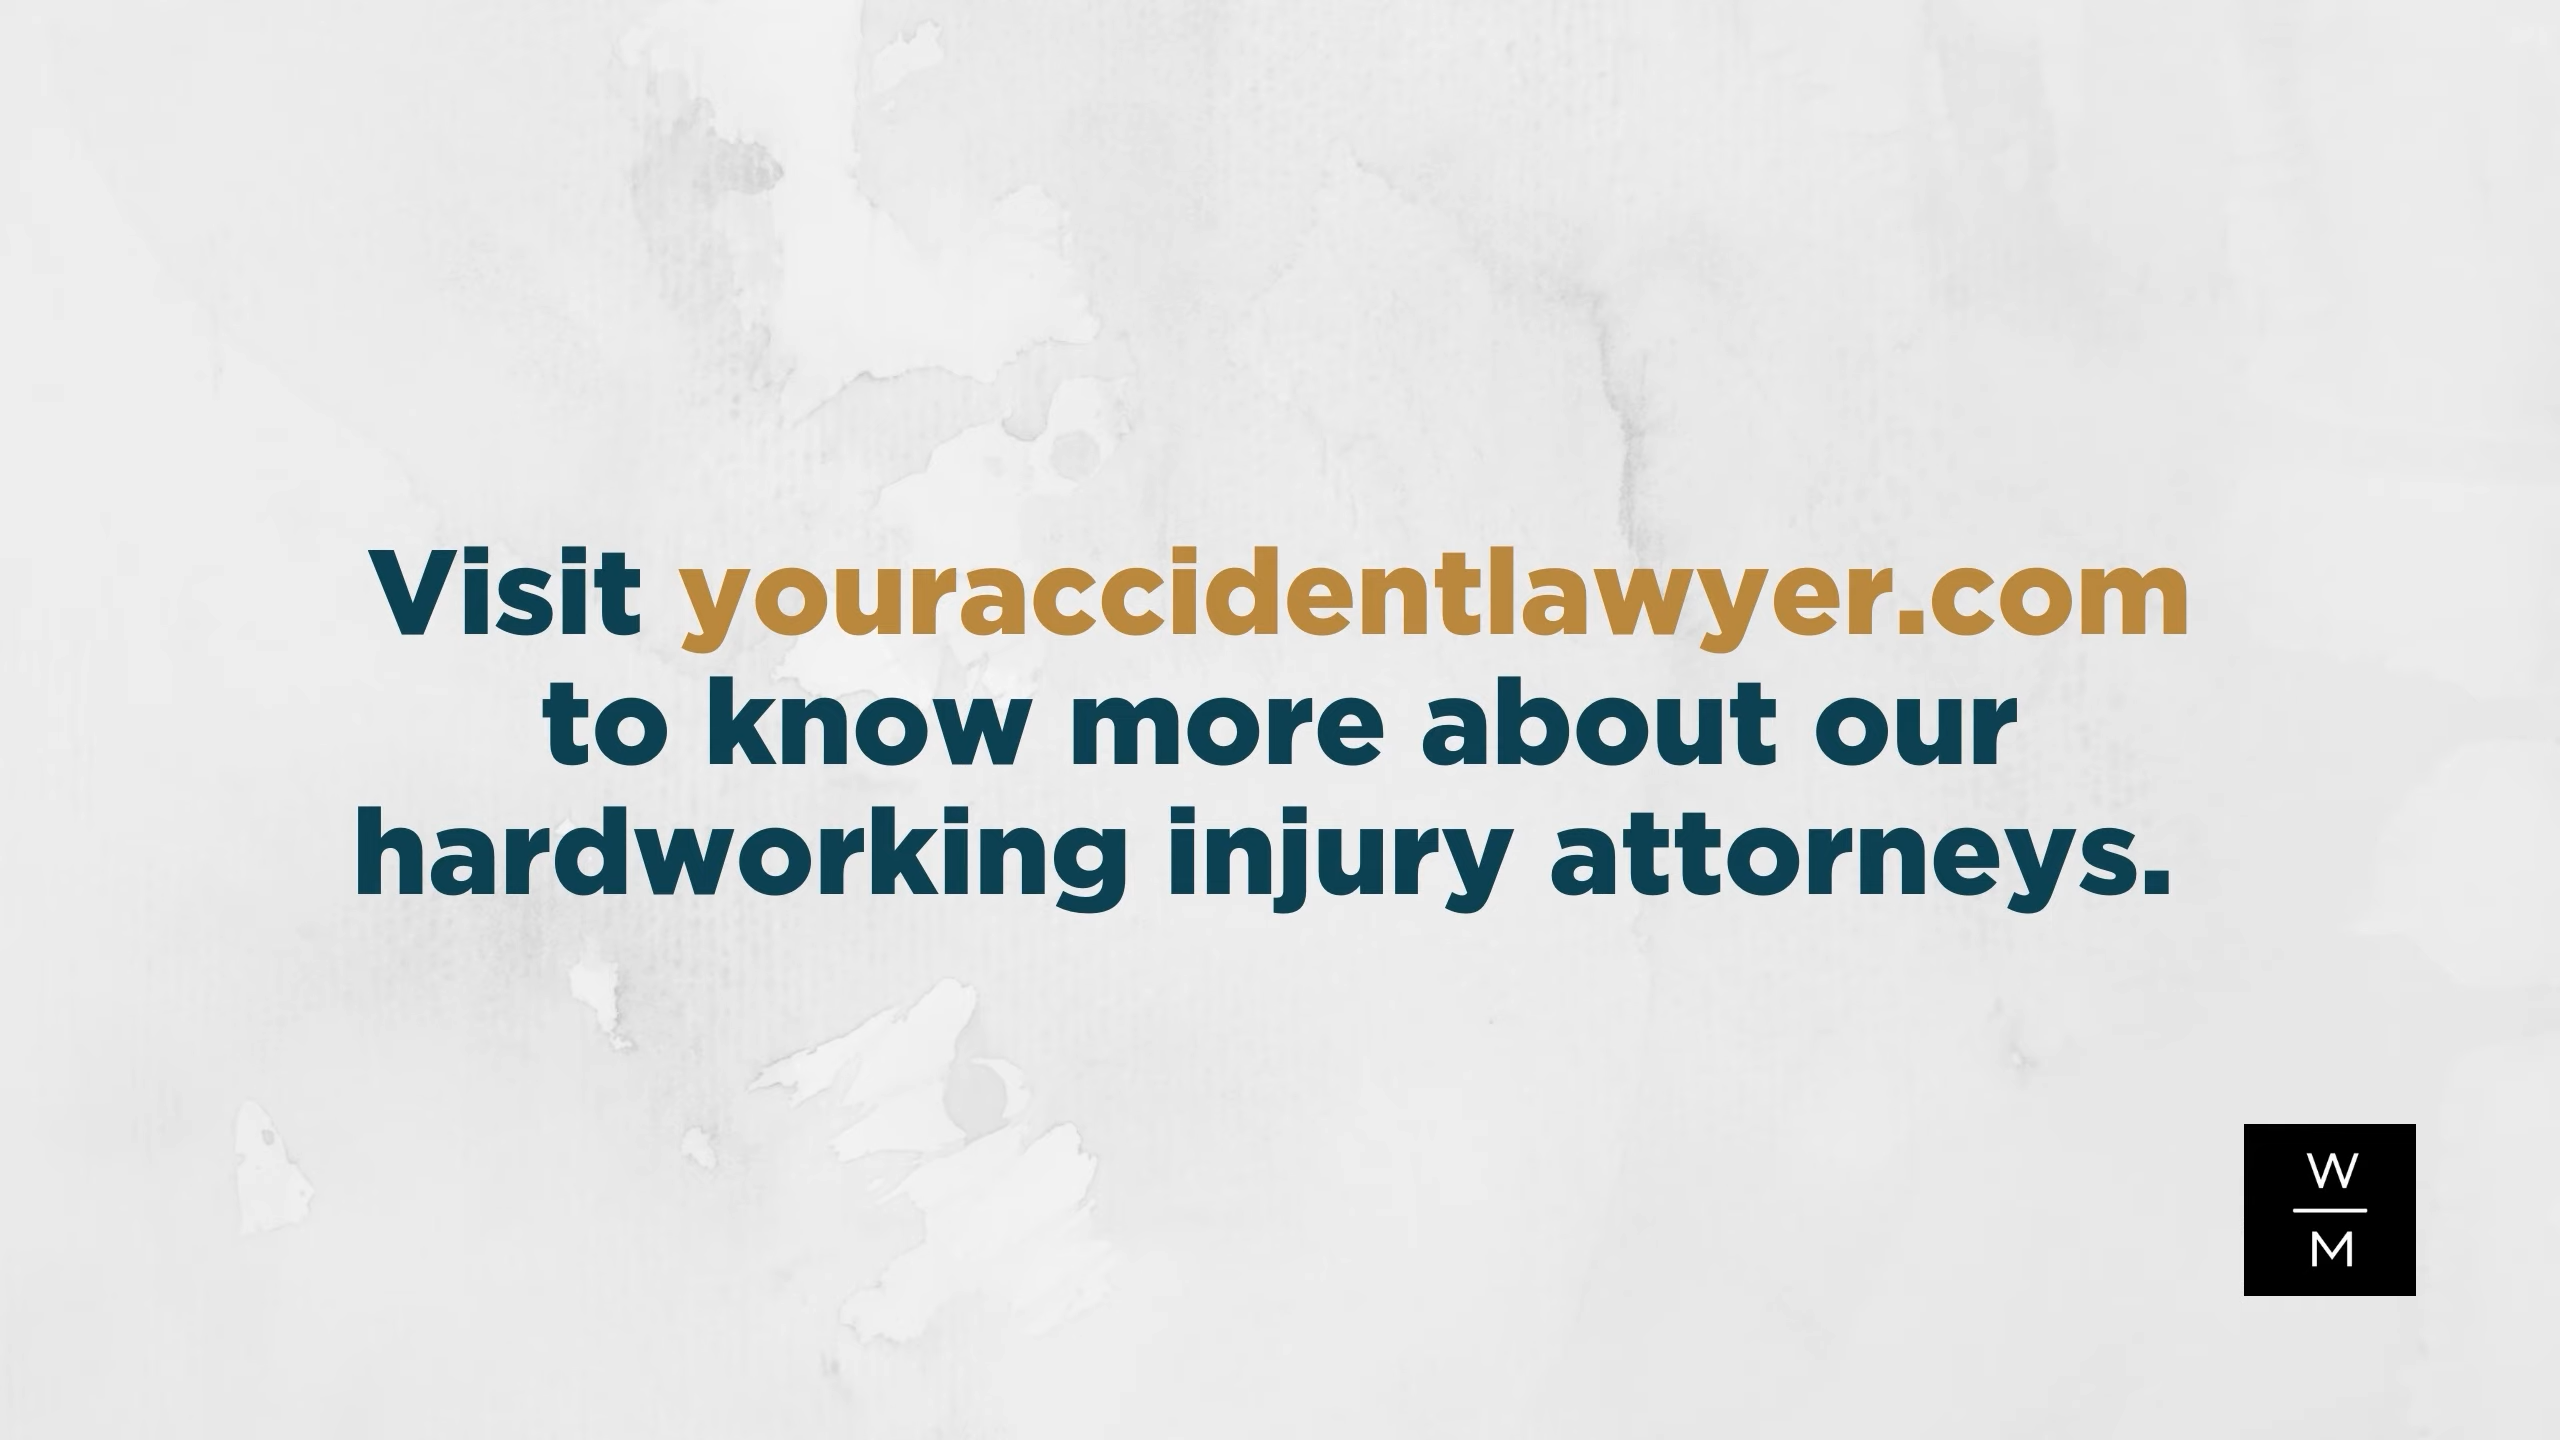 Visit youraccidentlawyer.com
to know more about our
hardworking injury attorneys.
W
M